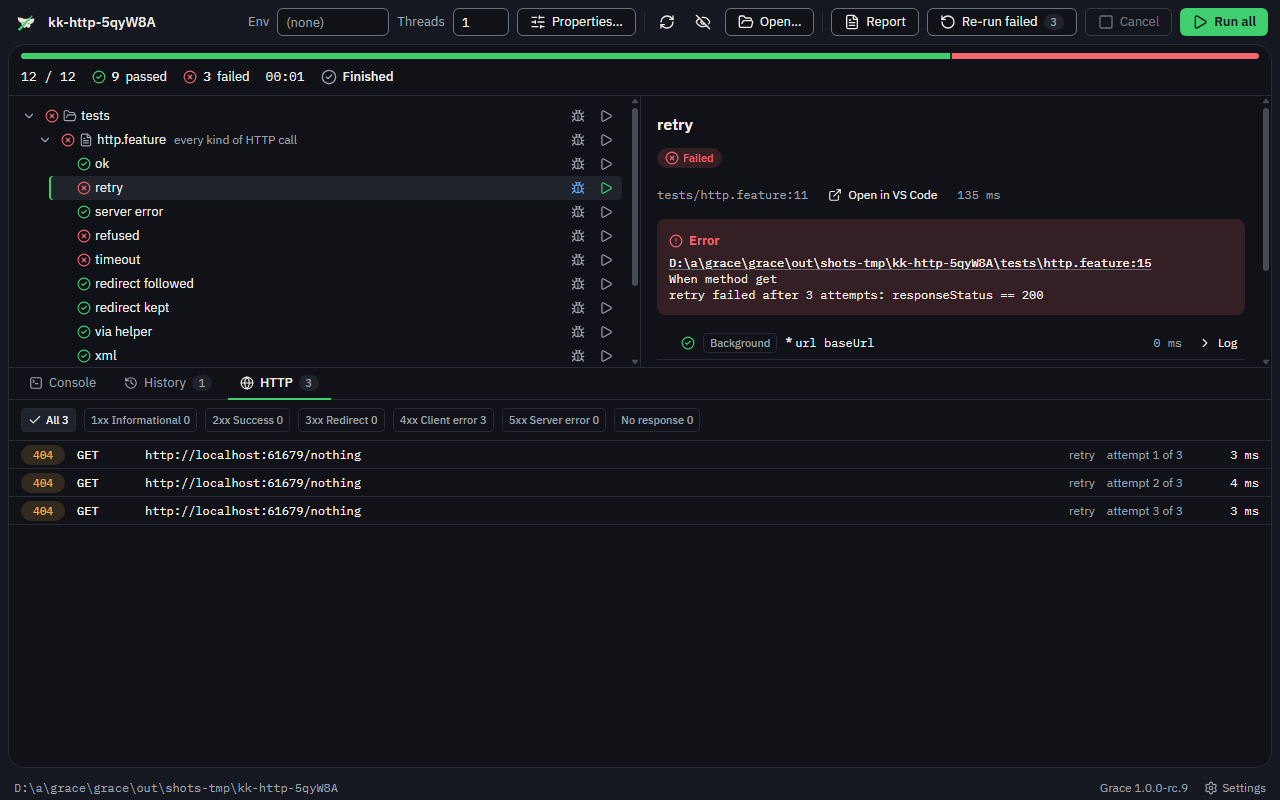 kk-http-5qyW8A Env (none) Threads 1 Properties... Open... Report Re-run failed 3 Cancel Run all
12 / 12 9 passed 3 failed 00:01 Finished
tests
http.feature every kind of HTTP call
ok
retry
server error
refused
timeout
redirect followed
redirect kept
via helper
xml
retry
Failed
tests/http.feature:11 Open in VS Code 135 ms
Error
D:\a\grace\grace\out\shots-tmp\kk-http-5qyW8A\tests\http.feature:15
When method get
retry failed after 3 attempts: responseStatus == 200
Background * url baseUrl 0 ms Log
Console History 1 HTTP 3
All 3 1xx Informational 0 2xx Success 0 3xx Redirect 0 4xx Client error 3 5xx Server error 0 No response 0
404 GET http://localhost:61679/nothing retry attempt 1 of 3 3 ms
404 GET http://localhost:61679/nothing retry attempt 2 of 3 4 ms
404 GET http://localhost:61679/nothing retry attempt 3 of 3 3 ms
D:\a\grace\grace\out\shots-tmp\kk-http-5qyW8A Grace 1.0.0-rc.9 Settings